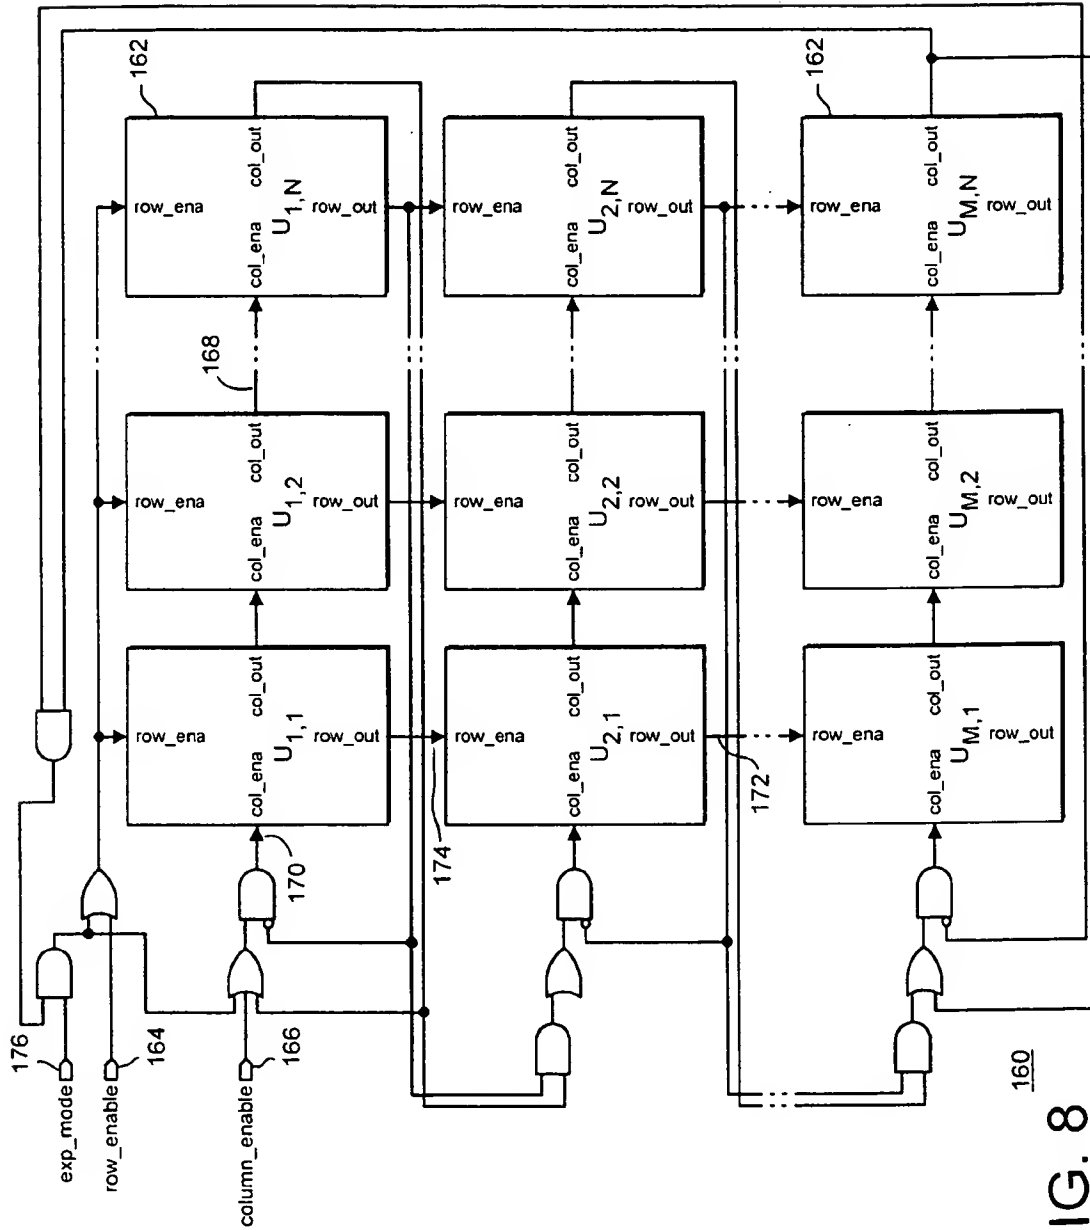 exp_mode
176
row_enable
164
column_enable
166
170
row_ena
col_ena
col_out
U1,1
row_out
row_ena
col_ena
col_out
U1,2
row_out
168
row_ena
col_ena
col_out
U1,N
row_out
162
174
row_ena
col_ena
col_out
U2,1
row_out
172
row_ena
col_ena
col_out
U2,2
row_out
row_ena
col_ena
col_out
U2,N
row_out
row_ena
col_ena
col_out
UM,1
row_out
row_ena
col_ena
col_out
UM,2
row_out
row_ena
col_ena
col_out
UM,N
row_out
162
160
IG. 8